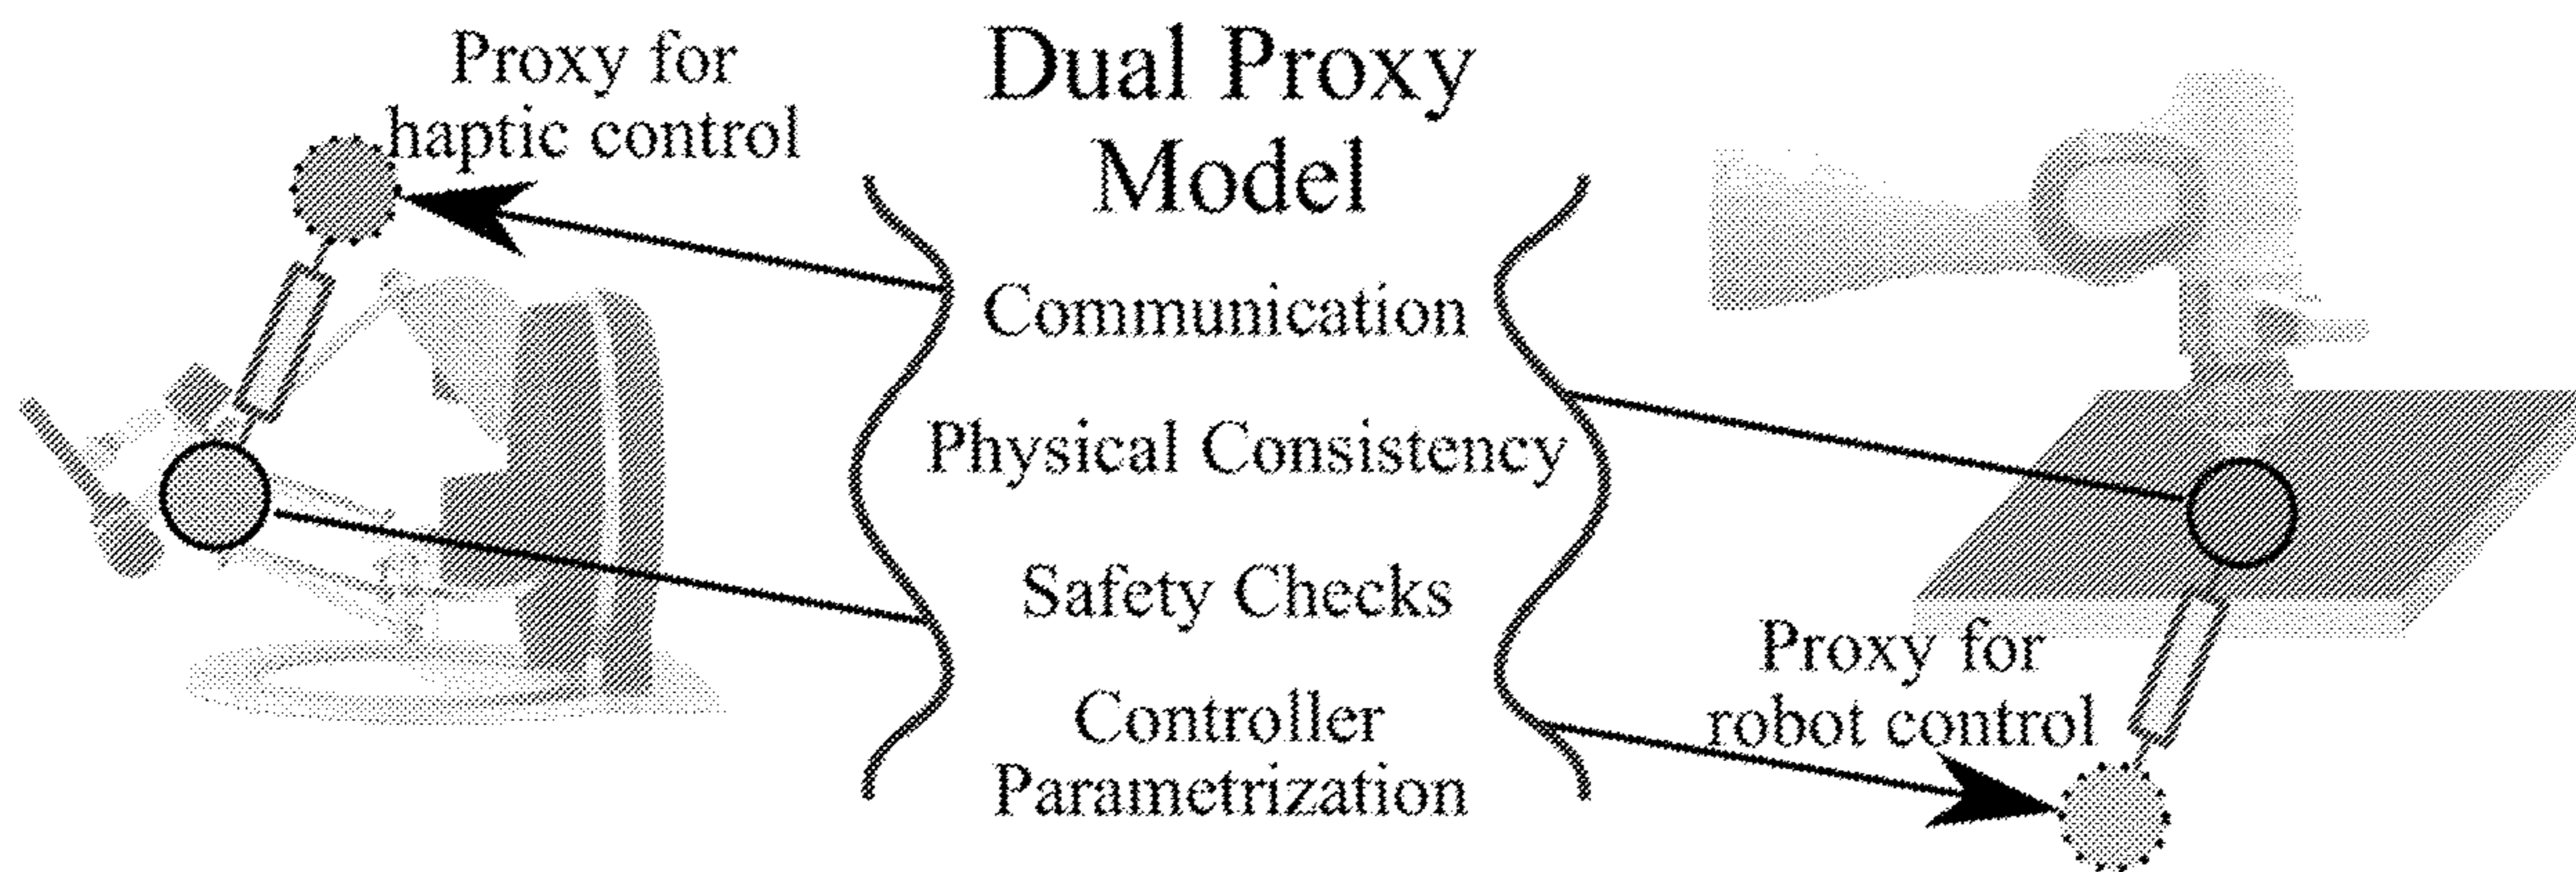 Proxy for
haptic control
Dual Proxy
Model
Communication
Physical Consistency
Safety Checks
Controller
Parametrization
Proxy for
robot control